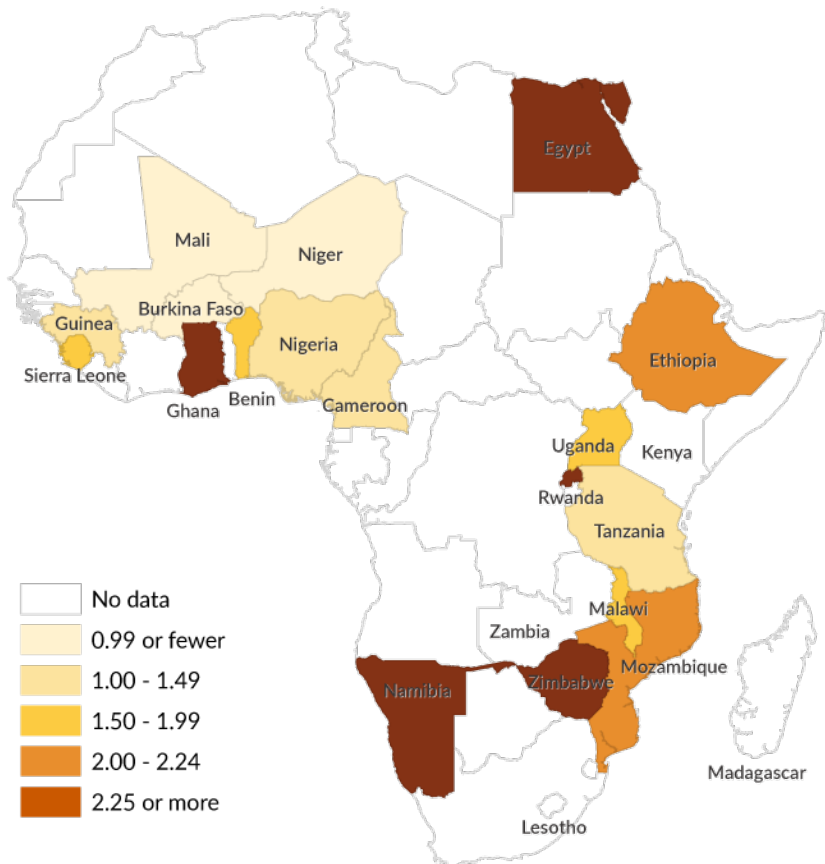 Egypt
Mali
Niger
Burkina Faso
Guinea
Nigeria
Ethiopia
Sierra Leone
Ghana
Benin
Cameroon
Uganda
Kenya
Rwanda
Tanzania
Malawi
Zambia
Mozambique
Namibia
Zimbabwe
Madagascar
Lesotho
No data
0.99 or fewer
1.00 - 1.49
1.50 - 1.99
2.00 - 2.24
2.25 or more